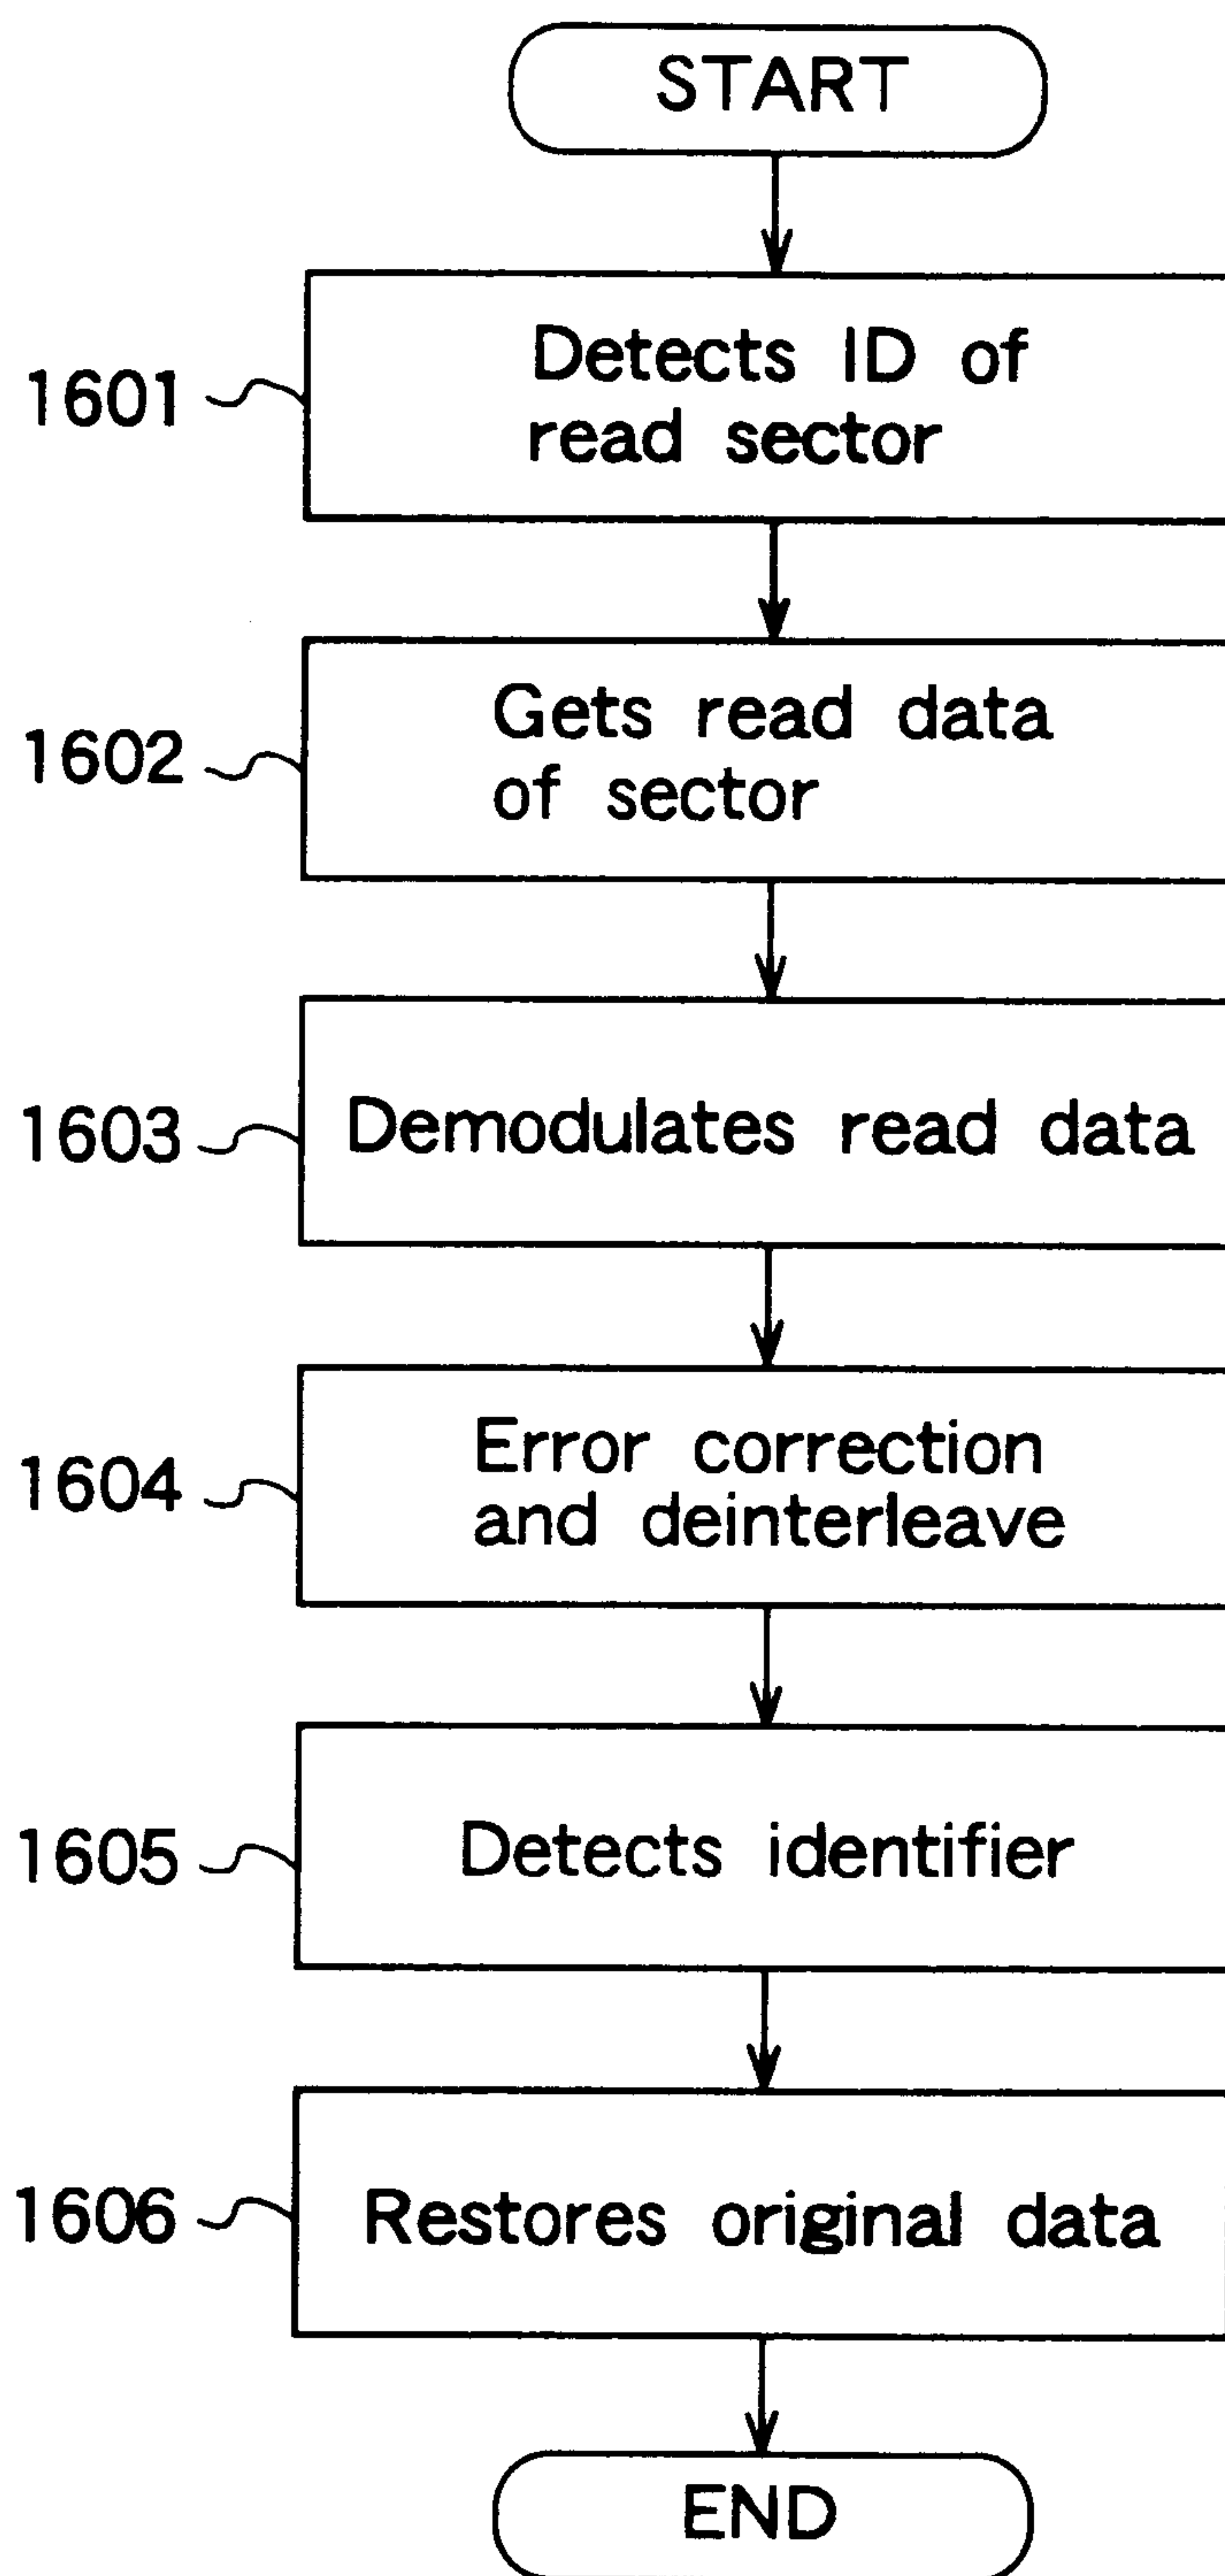 START
1601
Detects ID of
read sector
1602
Gets read data
of sector
1603
Demodulates read data
1604
Error correction
and deinterleave
1605
Detects identifier
1606
Restores original data
END